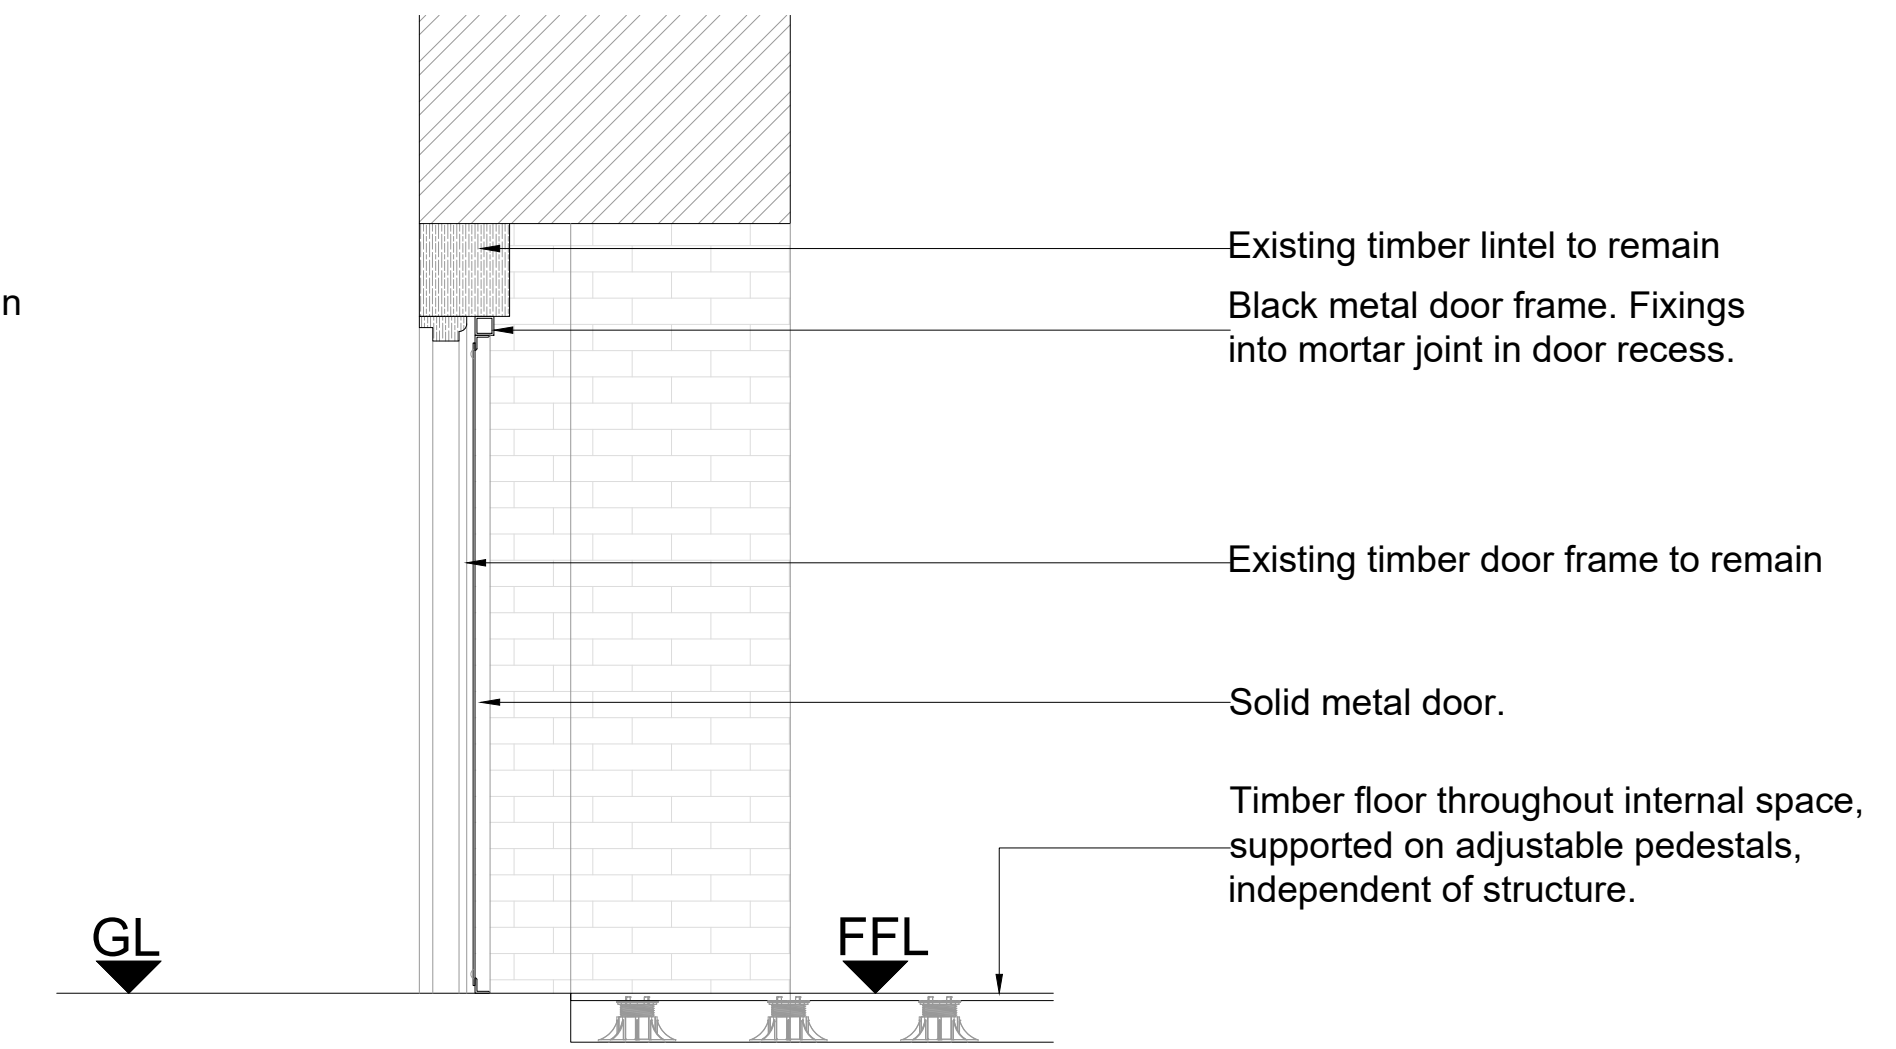 Existing timber lintel to remain
n
Black metal door frame. Fixings
into mortar joint in door recess.
Existing timber door frame to remain
Solid metal door.
Timber floor throughout internal space,
supported on adjustable pedestals,
independent of structure.
GL
FFL